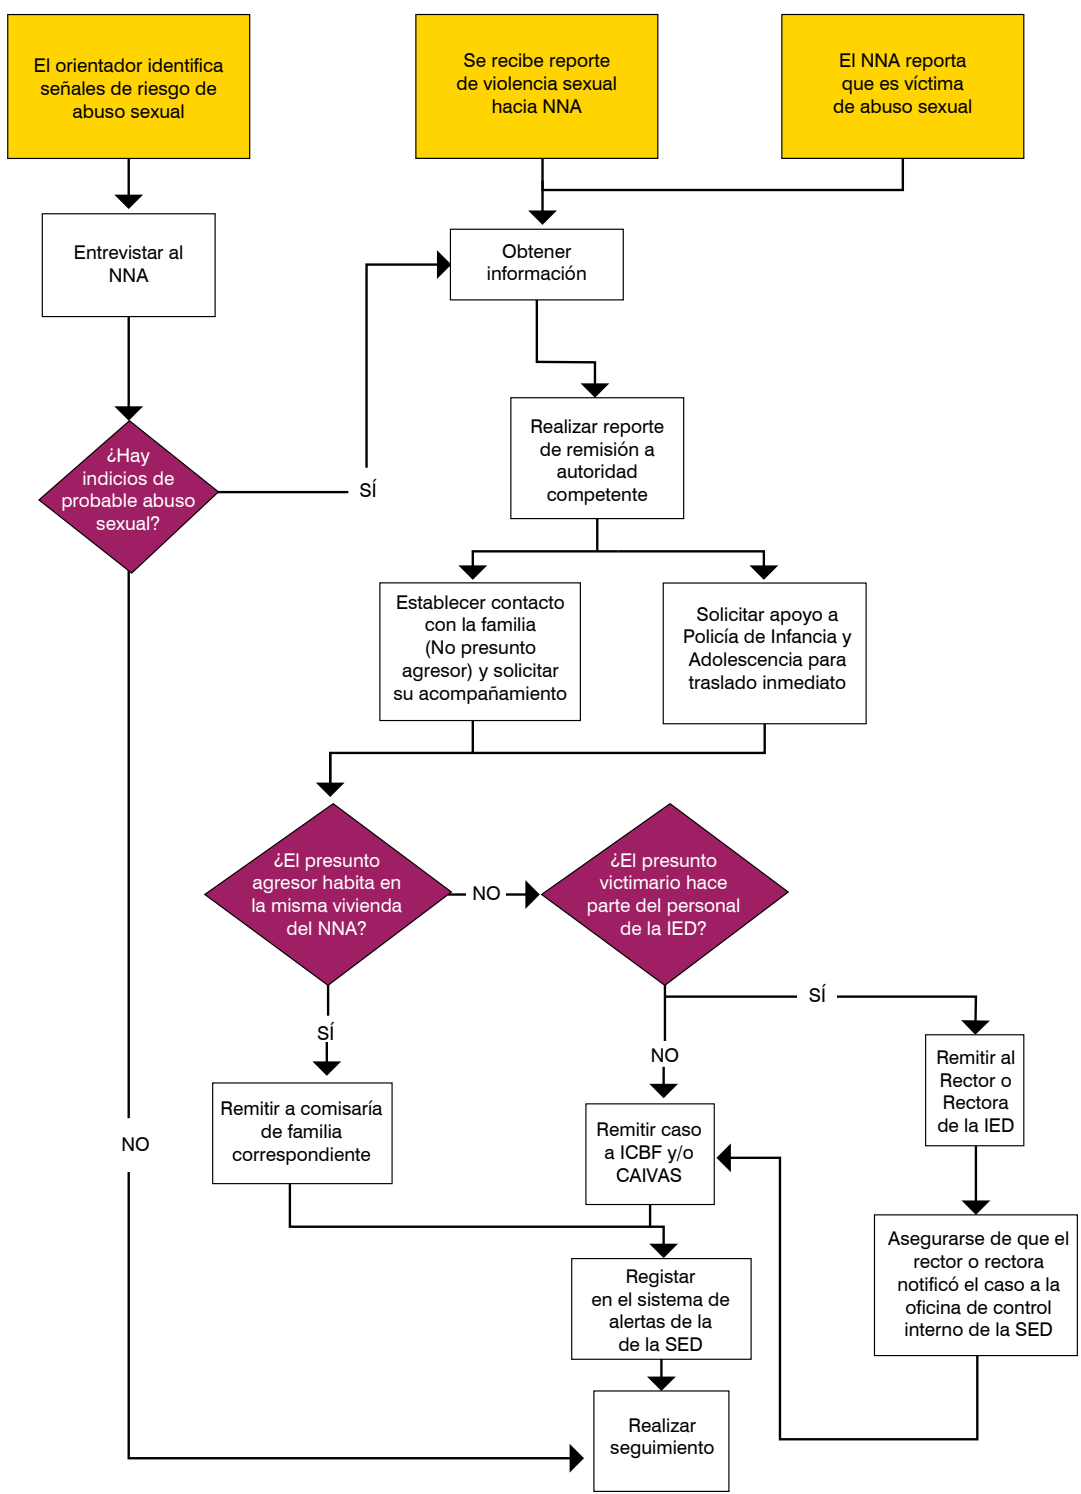 El orientador identifica
señales de riesgo de
abuso sexual
Se recibe reporte
de violencia sexual
hacia NNA
El NNA reporta
que es víctima
de abuso sexual
Entrevistar al
NNA
Obtener
información
¿Hay
indicios de
probable abuso
sexual?
SÍ
Realizar reporte
de remisión a
autoridad
competente
Establecer contacto
con la familia
(No presunto
agresor) y solicitar
su acompañamiento
Solicitar apoyo a
Policía de Infancia y
Adolescencia para
traslado inmediato
¿El presunto
agresor habita en
la misma vivienda
del NNA?
NO
¿El presunto
victimario hace
parte del personal
de la IED?
SÍ
SÍ
NO
Remitir al
Rector o
Rectora
de la IED
Remitir a comisaría
de familia
correspondiente
NO
Remitir caso
a ICBF y/o
CAIVAS
Asegurarse de que el
rector o rectora
notificó el caso a la
oficina de control
interno de la SED
Registar
en el sistema de
alertas de la
de la SED
Realizar
seguimiento